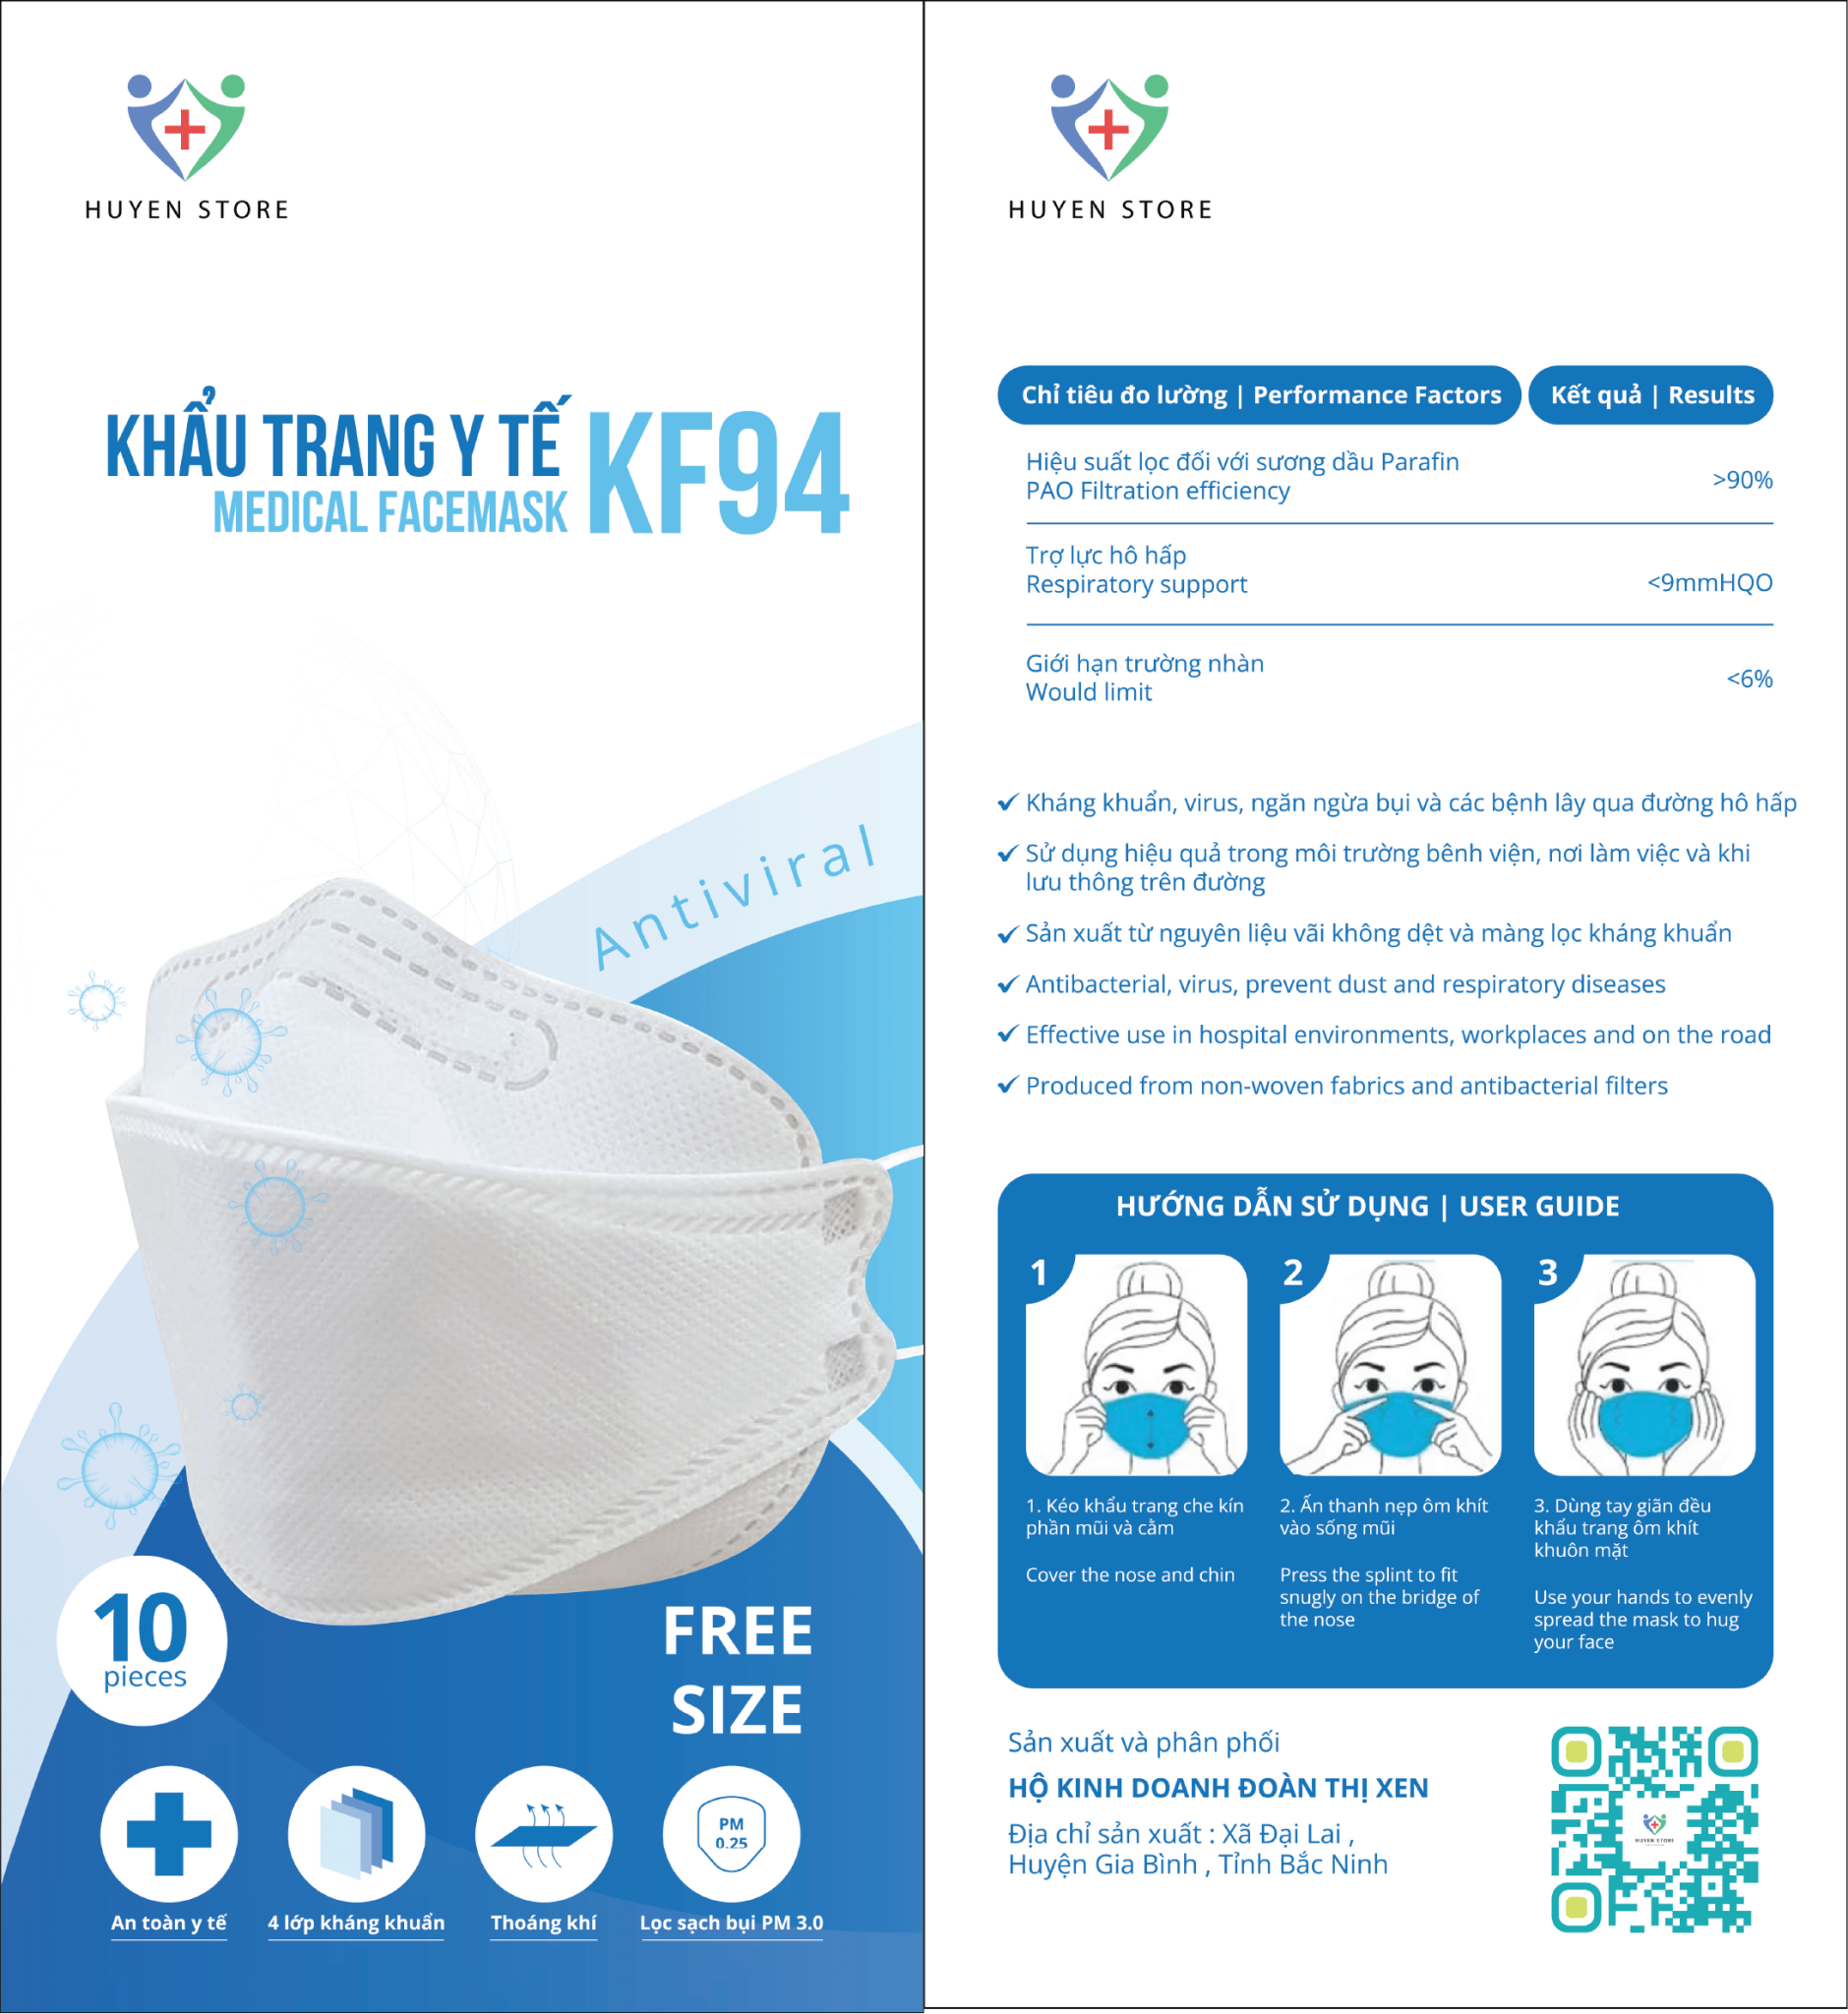 HUYEN STORE
KHẨU TRANG Y TẾ
MEDICAL FACEMASK
KF94
Antiviral
10
pieces
FREE
SIZE
PM
0.25
An toàn y tế
4 lớp kháng khuẩn
Thoáng khí
Lọc sạch bụi PM 3.0
HUYEN STORE
Chỉ tiêu đo lường | Performance Factors
Kết quả | Results
Hiệu suất lọc đối với sương dầu Parafin
PAO Filtration efficiency
>90%
Trợ lực hô hấp
Respiratory support
<9mmHQO
Giới hạn trường nhàn
Would limit
<6%
Kháng khuẩn, virus, ngăn ngừa bụi và các bệnh lây qua đường hô hấp
Sử dụng hiệu quả trong môi trường bênh viện, nơi làm việc và khi
lưu thông trên đường
Sản xuất từ nguyên liệu vãi không dệt và màng lọc kháng khuẩn
Antibacterial, virus, prevent dust and respiratory diseases
Effective use in hospital environments, workplaces and on the road
Produced from non-woven fabrics and antibacterial filters
HƯỚNG DẪN SỬ DỤNG | USER GUIDE
1
2
3
1. Kéo khẩu trang che kín
phần mũi và cằm
Cover the nose and chin
2. Ấn thanh nẹp ôm khít
vào sống mũi
Press the splint to fit
snugly on the bridge of
the nose
3. Dùng tay giãn đều
khẩu trang ôm khít
khuôn mặt
Use your hands to evenly
spread the mask to hug
your face
Sản xuất và phân phối
HỘ KINH DOANH ĐOÀN THỊ XEN
Địa chỉ sản xuất : Xã Đại Lai ,
Huyện Gia Bình , Tỉnh Bắc Ninh
HUYEN STORE